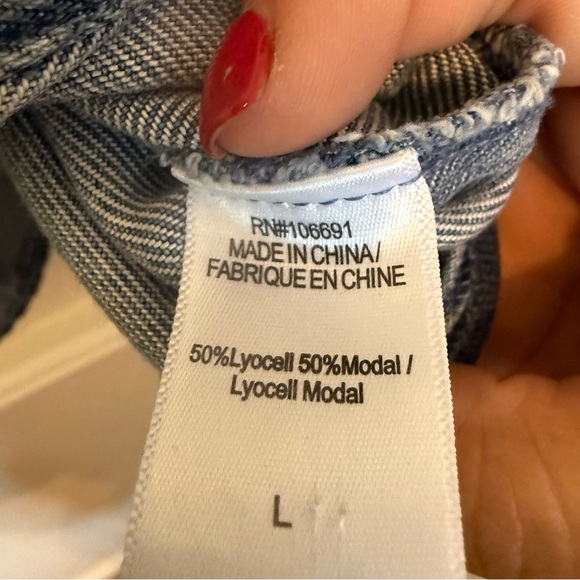 RN#106691
MADE IN CHINA/
FABRIQUE EN CHINE
50%Lyocell 50%Modal /
Lyocell Modal
L